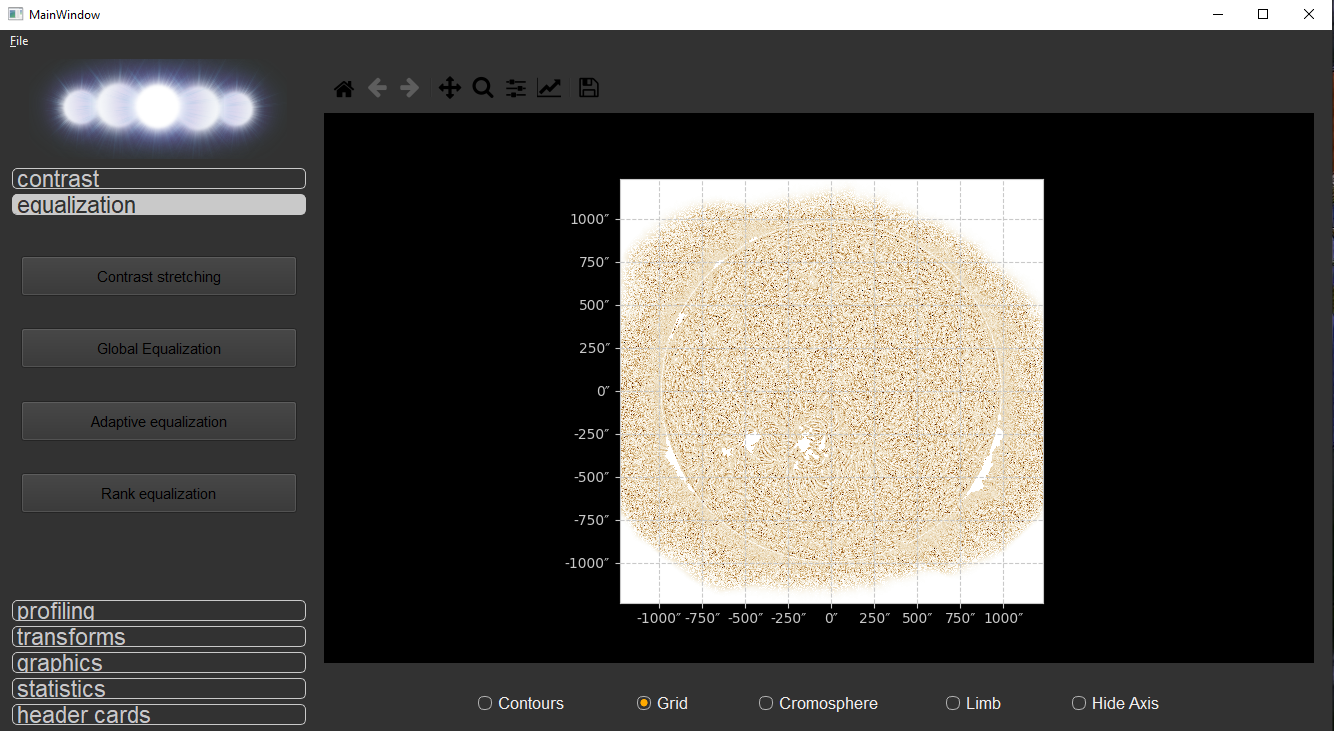 MainWindow
File
contrast
equalization
Contrast stretching
Global Equalization
Adaptive equalization
Rank equalization
profiling
transforms
graphics
statistics
header cards
1000″
750″
500″
250″
0″
-250″
-500″
-750″
-1000″
-1000″ -750″ -500″ -250″ 0″ 250″ 500″ 750″ 1000″
Contours Grid Cromosphere Limb Hide Axis